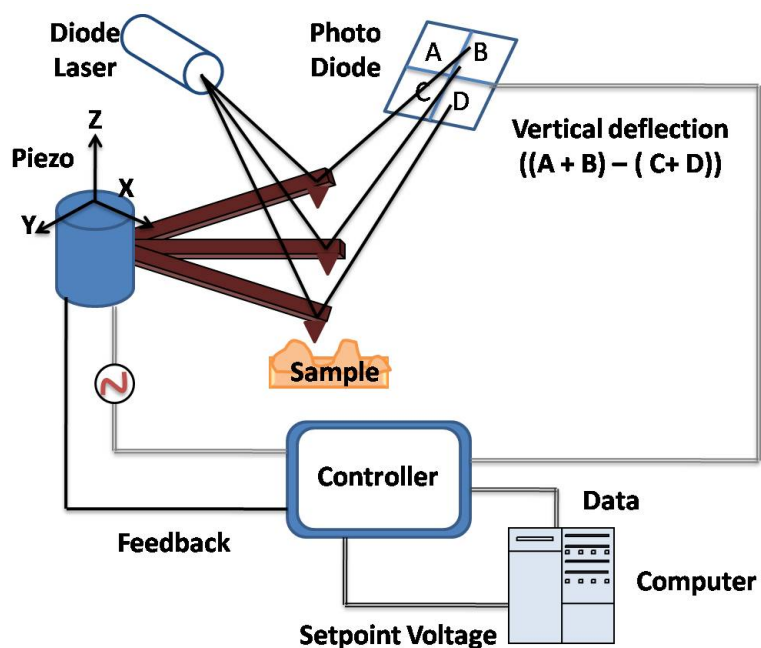 Diode
Laser
Photo
Diode
A
B
C
D
Vertical deflection
((A + B) – ( C+ D))
Z
Piezo
X
Y
Sample
Controller
Feedback
Data
Computer
Setpoint Voltage